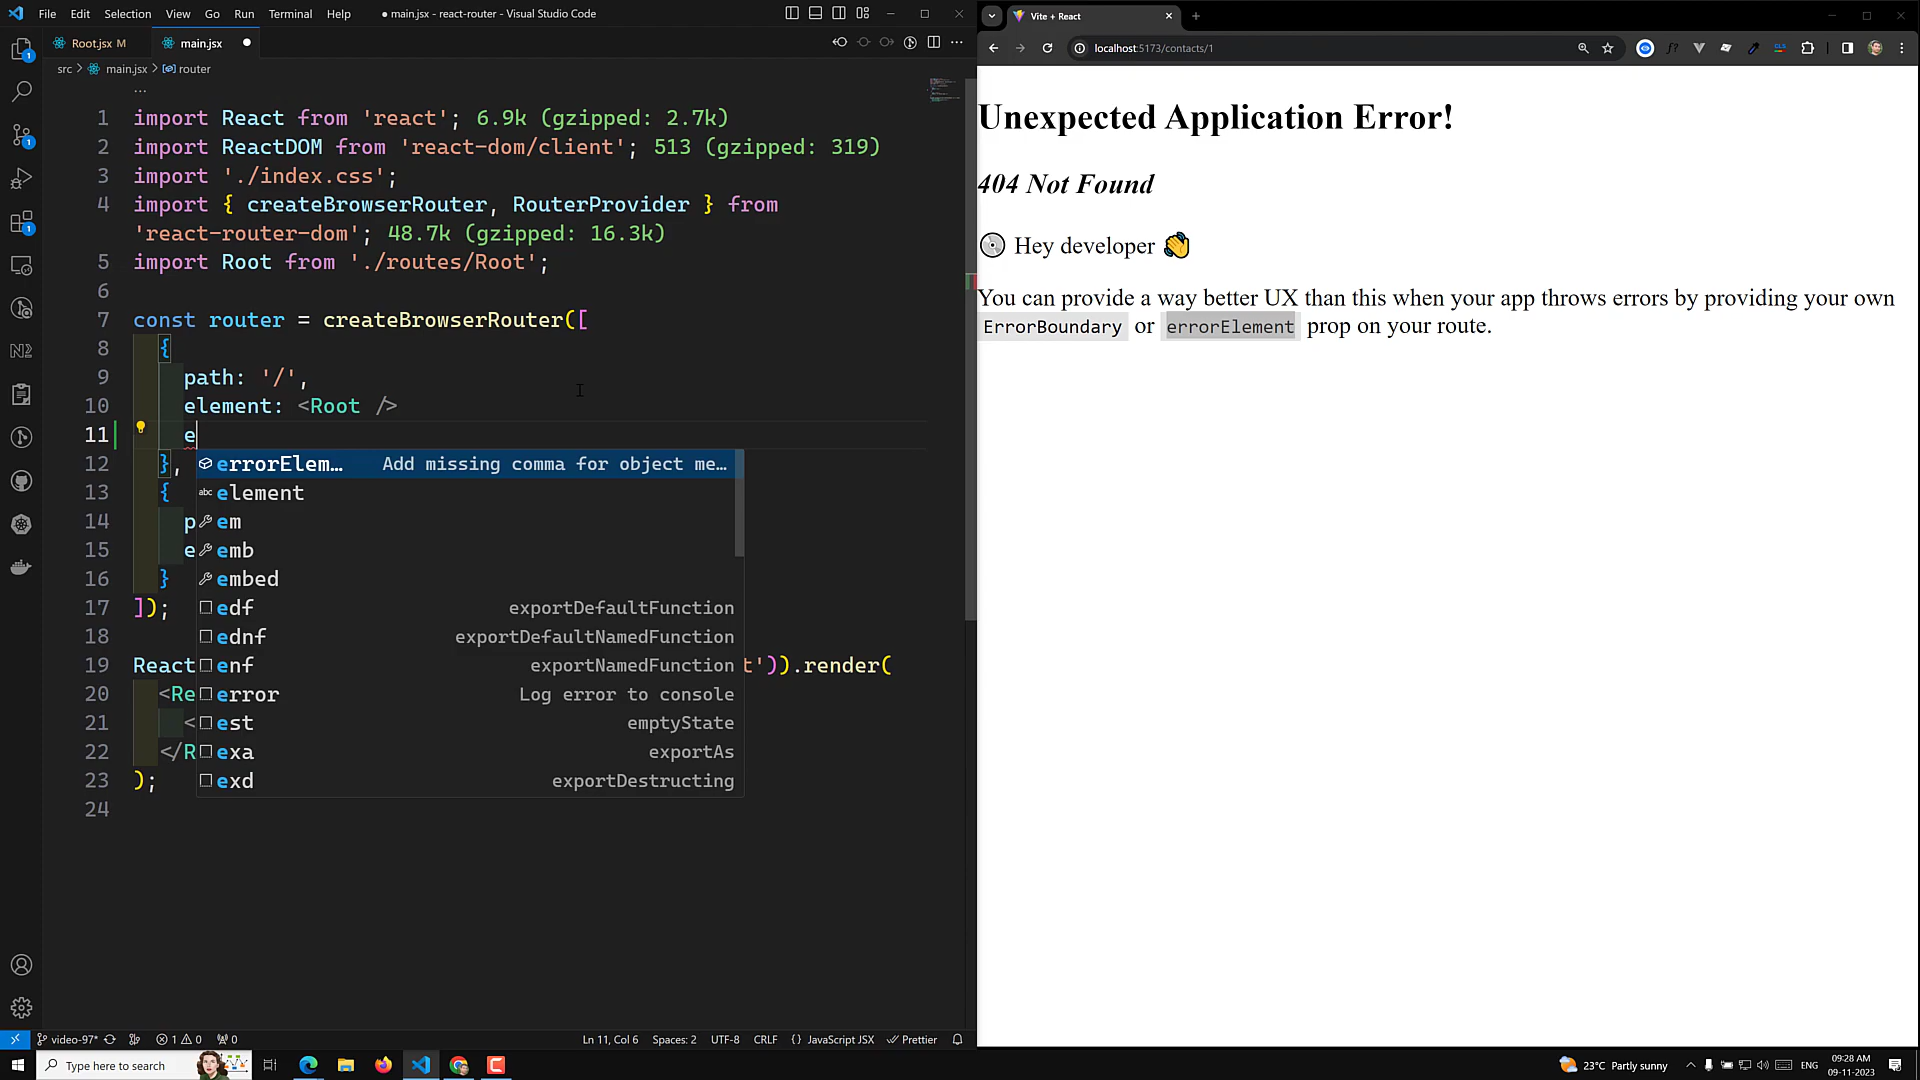 File Edit Selection View Go Run Terminal Help
● main.jsx - react-router - Visual Studio Code
Root.jsx M
main.jsx ●
src > main.jsx > router
...
1 import React from 'react'; 6.9k (gzipped: 2.7k)
2 import ReactDOM from 'react-dom/client'; 513 (gzipped: 319)
3 import './index.css';
4 import { createBrowserRouter, RouterProvider } from
'react-router-dom'; 48.7k (gzipped: 16.3k)
5 import Root from './routes/Root';
6
7 const router = createBrowserRouter([
8 {
9 path: '/',
10 element: <Root />
11 e
12 },
errorElem… Add missing comma for object me…
13 {
element
14 p
em
15 e
emb
16 }
embed
17 ]);
edf exportDefaultFunction
18
ednf exportDefaultNamedFunction
19 React
enf exportNamedFunction
t')).render(
20 <Re
error Log error to console
21 <
est emptyState
22 </R
exa exportAs
23 );
exd exportDestructing
24
video-97* 1 0 0
Ln 11, Col 6 Spaces: 2 UTF-8 CRLF {} JavaScript JSX Prettier
Vite + React
localhost:5173/contacts/1
Unexpected Application Error!
404 Not Found
💿 Hey developer 👋
You can provide a way better UX than this when your app throws errors by providing your own
ErrorBoundary or errorElement prop on your route.
Type here to search
23°C Partly sunny
ENG
09:28 AM
09-11-2023